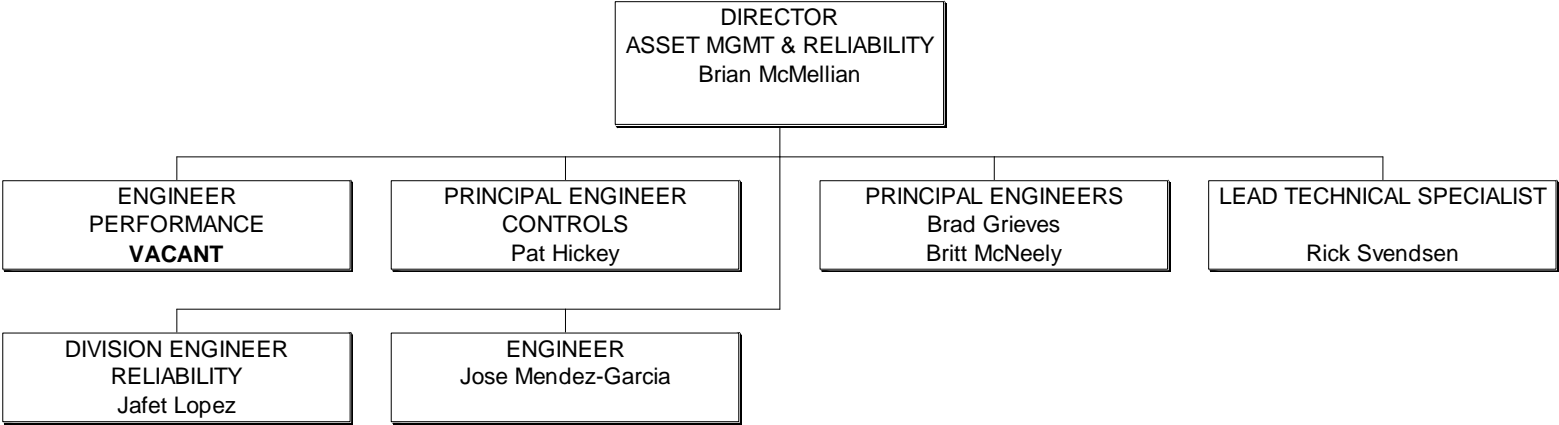 DIRECTOR
ASSET MGMT & RELIABILITY
Brian McMellian
ENGINEER
PERFORMANCE
VACANT
PRINCIPAL ENGINEER
CONTROLS
Pat Hickey
PRINCIPAL ENGINEERS
Brad Grieves
Britt McNeely
LEAD TECHNICAL SPECIALIST
Rick Svendsen
DIVISION ENGINEER
RELIABILITY
Jafet Lopez
ENGINEER
Jose Mendez-Garcia